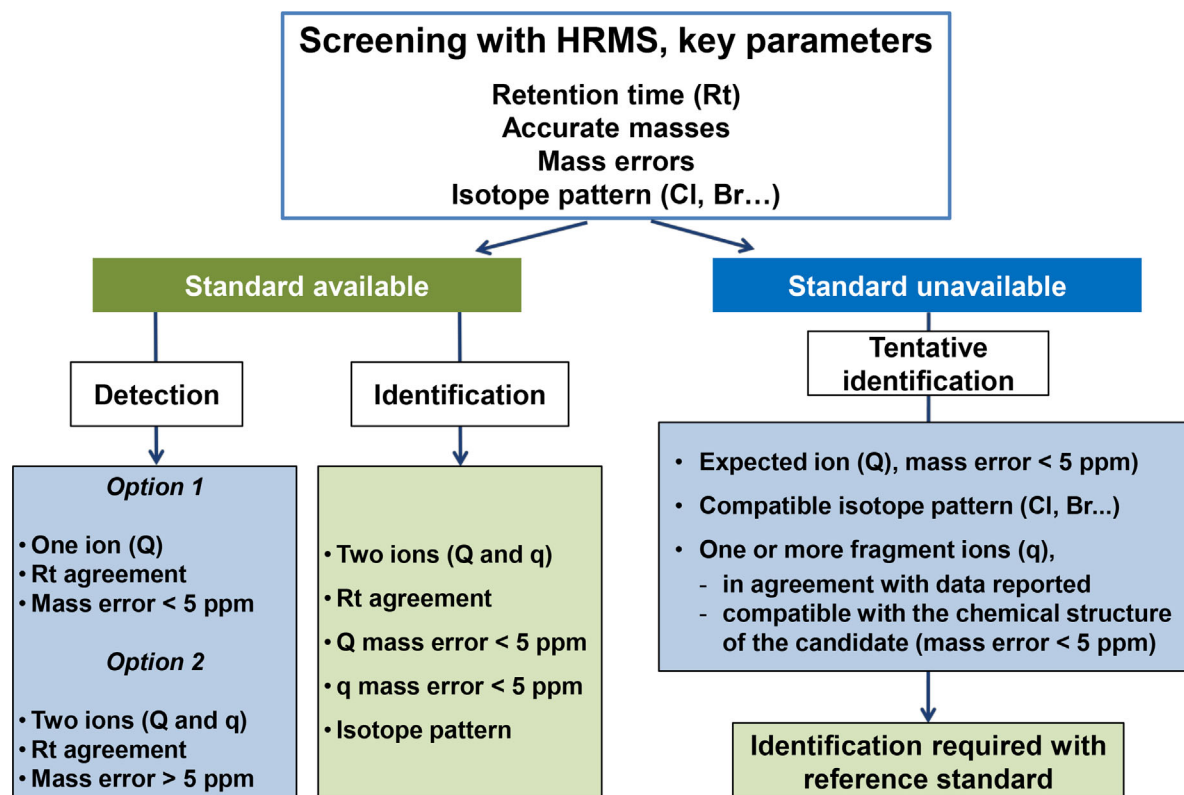 Screening with HRMS, key parameters
Retention time (Rt)
Accurate masses
Mass errors
Isotope pattern (Cl, Br…)
Standard available
Standard unavailable
Detection
Identification
Tentative
identification
Option 1
• One ion (Q)
• Rt agreement
• Mass error < 5 ppm
Option 2
• Two ions (Q and q)
• Rt agreement
• Mass error > 5 ppm
• Two ions (Q and q)
• Rt agreement
• Q mass error < 5 ppm
• q mass error < 5 ppm
• Isotope pattern
• Expected ion (Q), mass error < 5 ppm)
• Compatible isotope pattern (Cl, Br...)
• One or more fragment ions (q),
- in agreement with data reported
- compatible with the chemical structure
of the candidate (mass error < 5 ppm)
Identification required with
reference standard